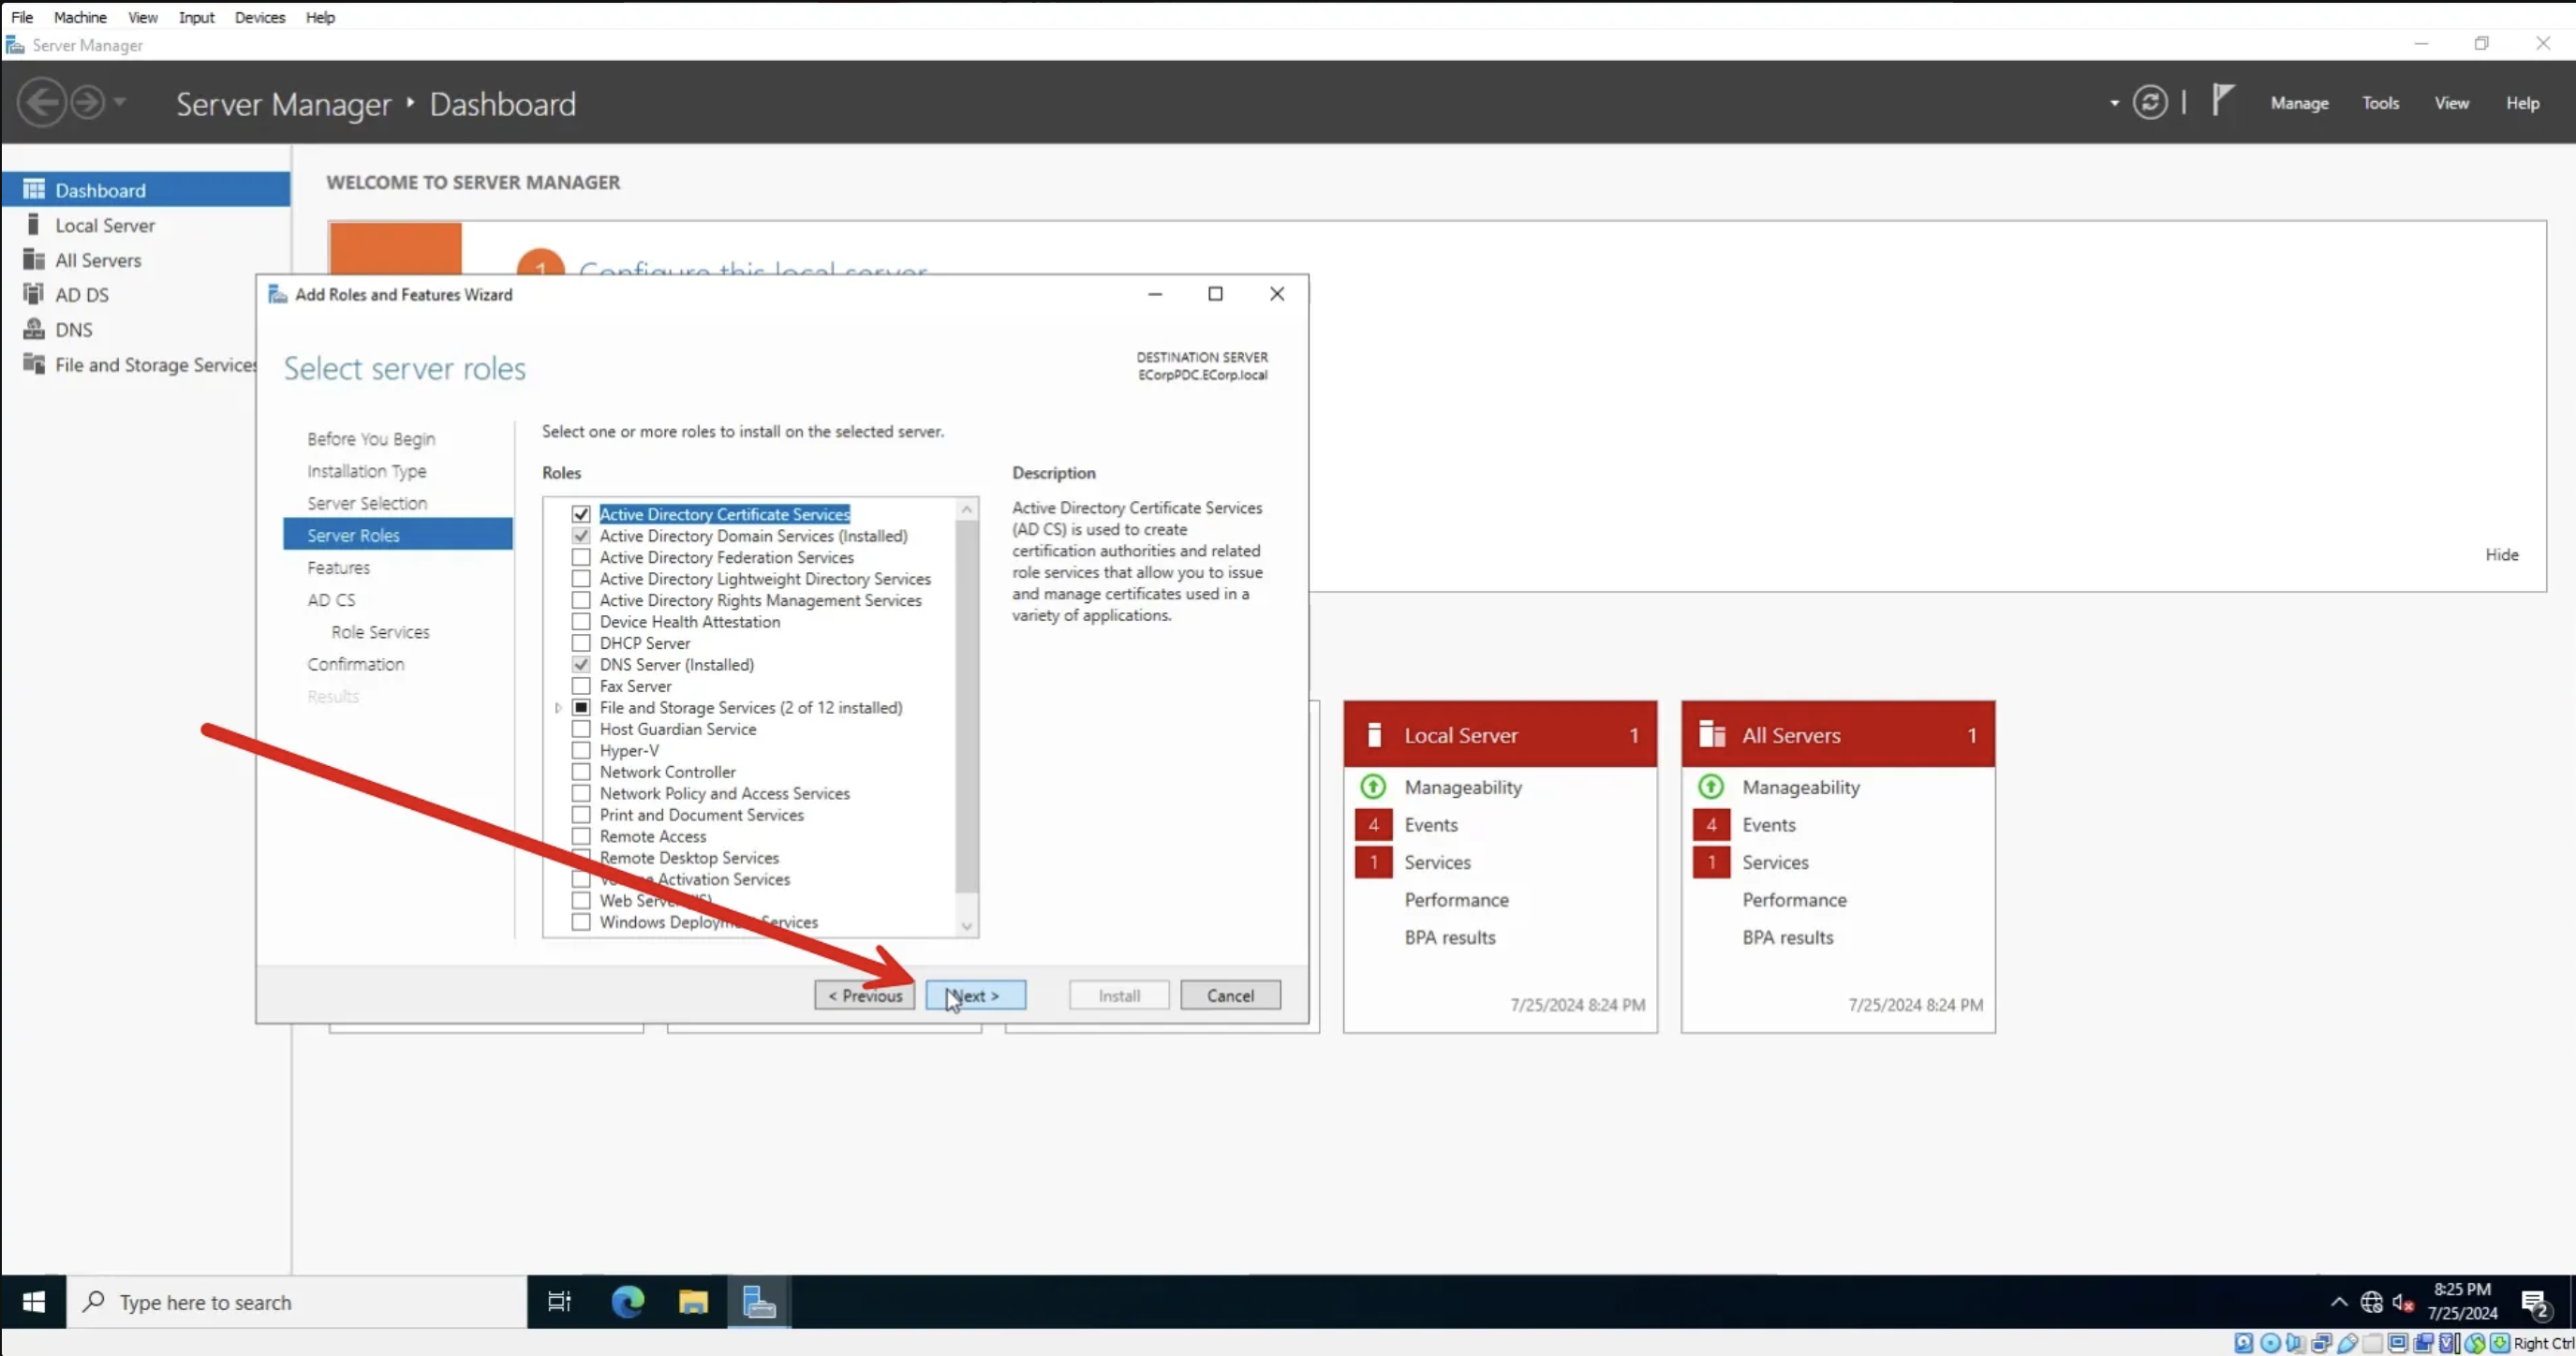 File Machine View Input Devices Help
Server Manager
Server Manager Dashboard
Manage Tools View Help
Dashboard
Local Server
All Servers
AD DS
DNS
File and Storage Services
WELCOME TO SERVER MANAGER
1 Configure this local server
Hide
Add Roles and Features Wizard
Select server roles
DESTINATION SERVER
ECorpPDC.ECorp.local
Before You Begin
Installation Type
Server Selection
Server Roles
Features
AD CS
Role Services
Confirmation
Results
Select one or more roles to install on the selected server.
Roles
Active Directory Certificate Services
Active Directory Domain Services (Installed)
Active Directory Federation Services
Active Directory Lightweight Directory Services
Active Directory Rights Management Services
Device Health Attestation
DHCP Server
DNS Server (Installed)
Fax Server
File and Storage Services (2 of 12 installed)
Host Guardian Service
Hyper-V
Network Controller
Network Policy and Access Services
Print and Document Services
Remote Access
Remote Desktop Services
Activation Services
Web
Windows Services
Description
Active Directory Certificate Services
(AD CS) is used to create
certification authorities and related
role services that allow you to issue
and manage certificates used in a
variety of applications.
< Previous Next > Install Cancel
Local Server 1
Manageability
4 Events
1 Services
Performance
BPA results
7/25/2024 8:24 PM
All Servers 1
Manageability
4 Events
1 Services
Performance
BPA results
7/25/2024 8:24 PM
Type here to search
8:25 PM
7/25/2024
2
Right Ctrl